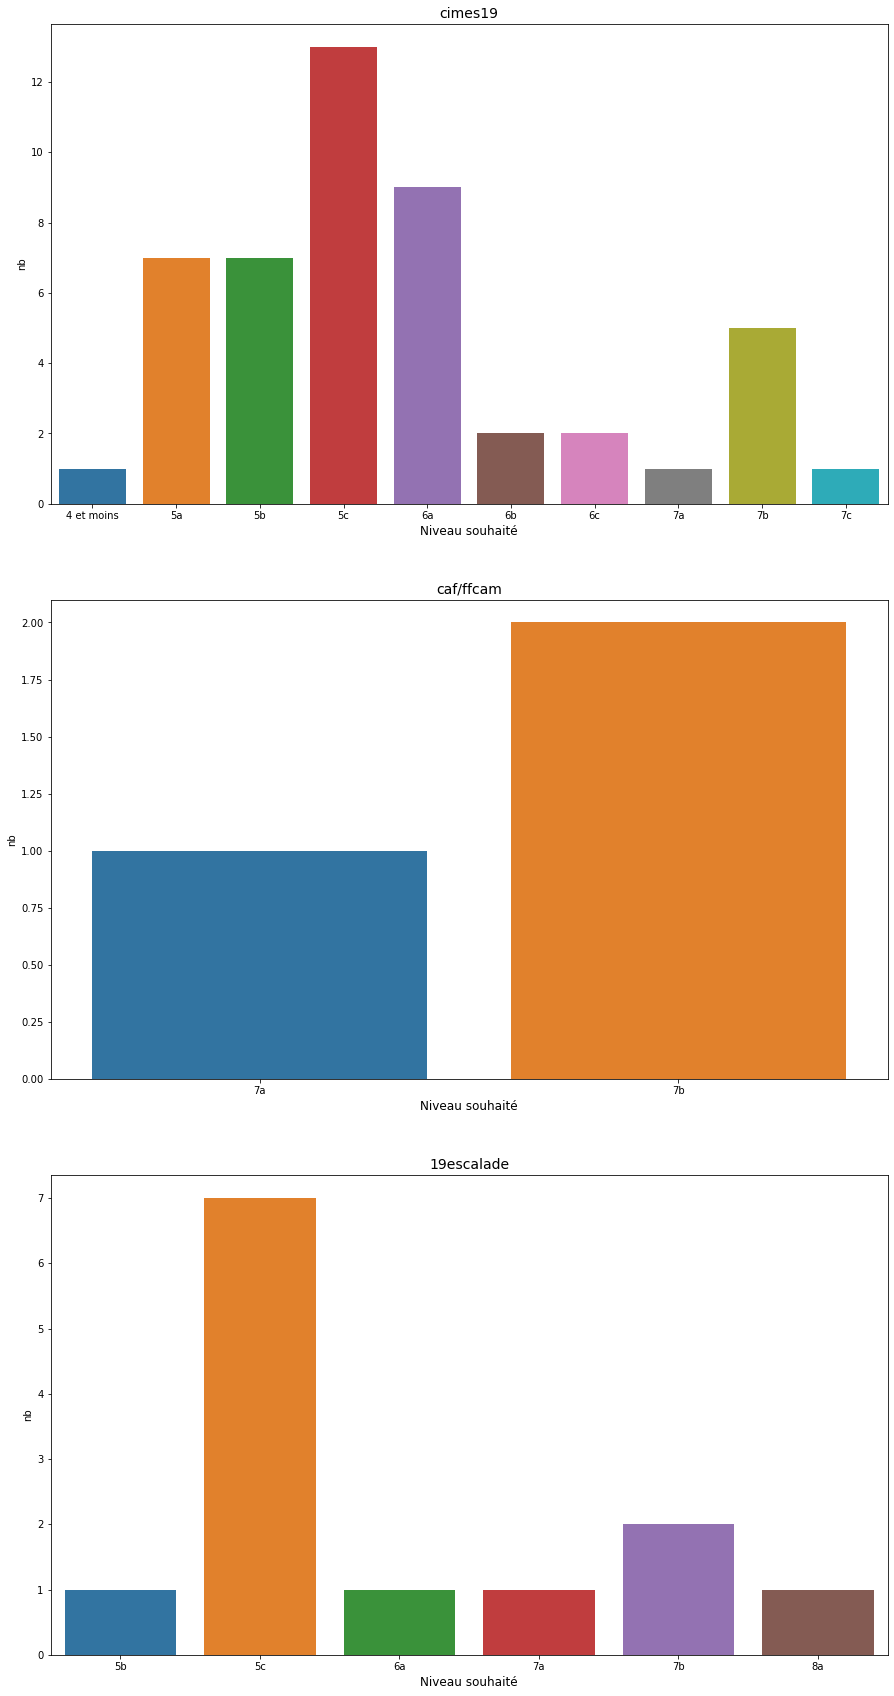 cimes19
12
10
8
6
4
2
0
nb
4 et moins 5a 5b 5c 6a 6b 6c 7a 7b 7c
Niveau souhaité
caf/ffcam
2.00
1.75
1.50
1.25
1.00
0.75
0.50
0.25
0.00
nb
7a 7b
Niveau souhaité
19escalade
7
6
5
4
3
2
1
0
nb
5b 5c 6a 7a 7b 8a
Niveau souhaité